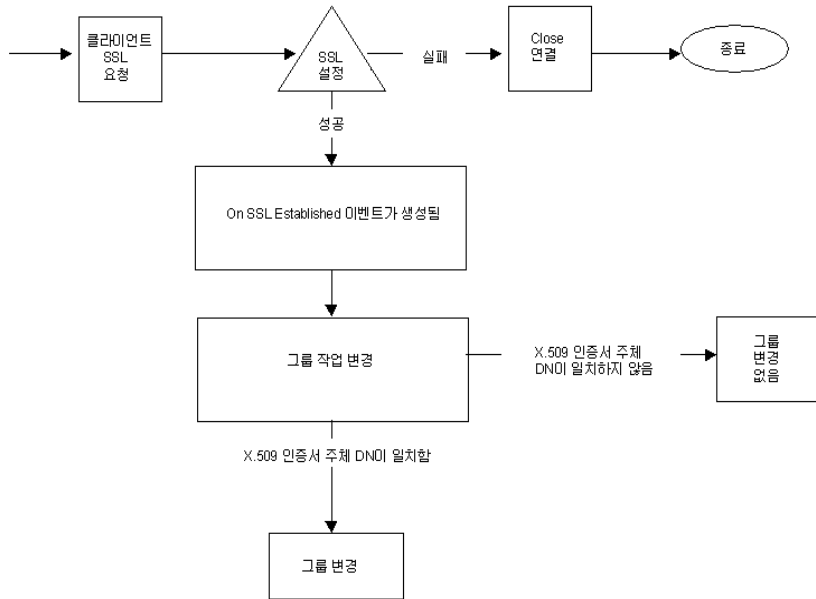 클라이언트
SSL
요청
SSL
설정
실패
Close
연결
종료
성공
On SSL Established 이벤트가 생성됨
그룹 작업 변경
X.509 인증서 주체
DN이 일치하지 않음
그룹
변경
없음
X.509 인증서 주체 DN이 일치함
그룹 변경